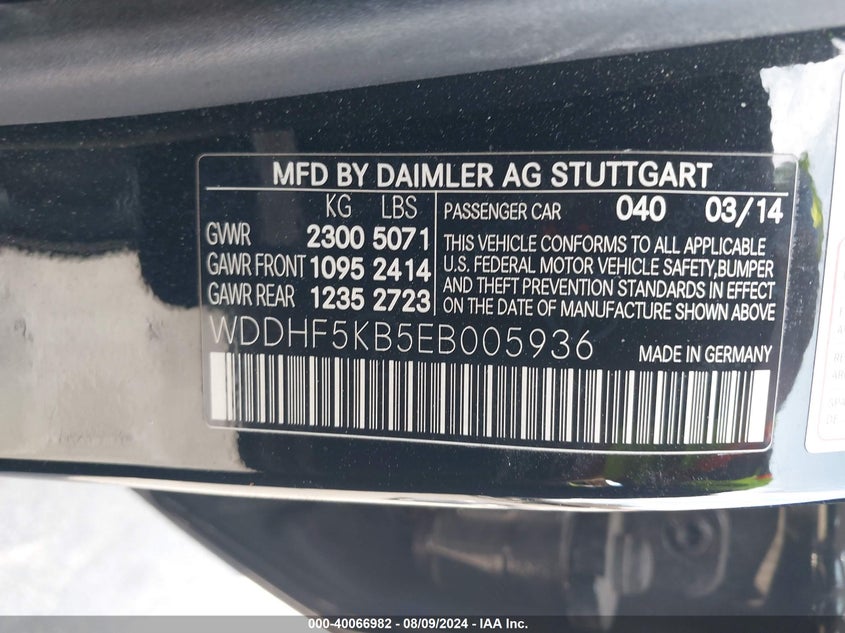 MFD BY DAIMLER AG STUTTGART
KG LBS
GVWR 2300 5071
GAWR FRONT 1095 2414
GAWR REAR 1235 2723
PASSENGER CAR 040 03/14
THIS VEHICLE CONFORMS TO ALL APPLICABLE
U.S. FEDERAL MOTOR VEHICLE SAFETY,BUMPER
AND THEFT PREVENTION STANDARDS IN EFFECT
ON THE DATE OF MANUFACTURE SHOWN ABOVE
WDDHF5KB5EB005936
MADE IN GERMANY
000-40066982 - 08/09/2024 - IAA Inc.